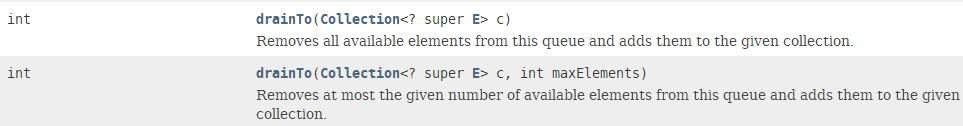 int drainTo(Collection<? super E> c)
Removes all available elements from this queue and adds them to the given collection.
int drainTo(Collection<? super E> c, int maxElements)
Removes at most the given number of available elements from this queue and adds them to the given
collection.